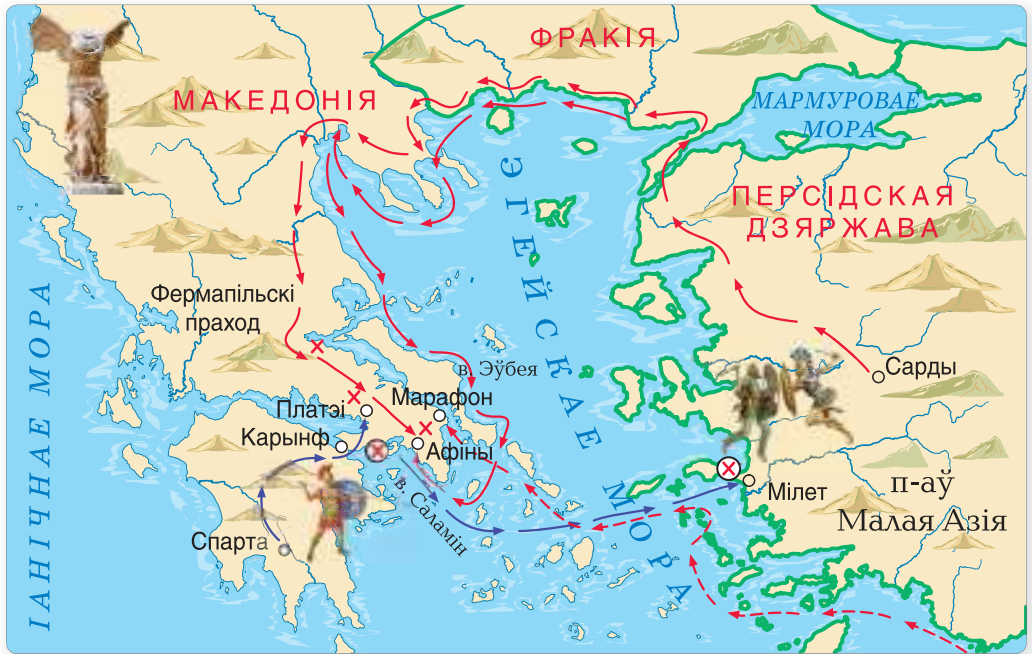 ФРАКІЯ
МАКЕДОНІЯ
МАРМУРОВАЕ
МОРА
ПЕРСІДСКАЯ
ДЗЯРЖАВА
ЭГЕЙСКАЕ МОРА
ІАНІЧНАЕ МОРА
Фермапільскі
праход
Сарды
в. Эўбея
Марафон
Платэі
Карынф
Афіны
в. Саламін
Мілет
п-аў
Малая Азія
Спарта